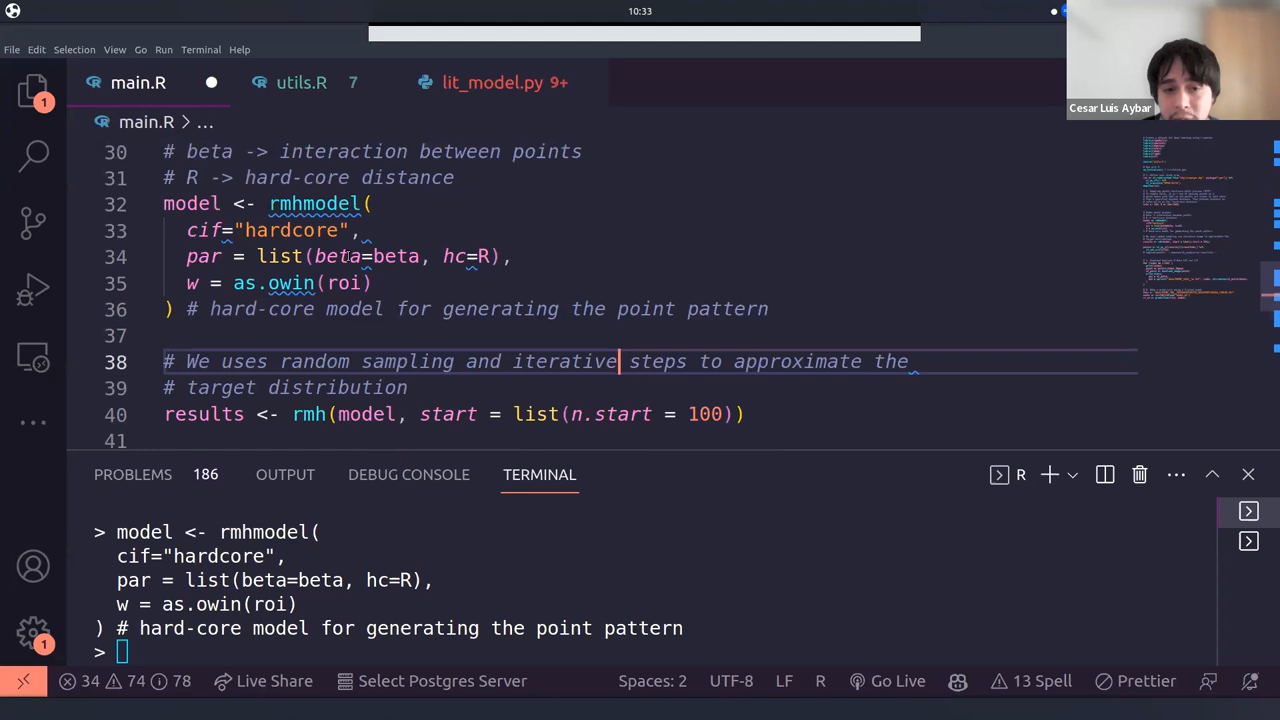 10:33
File Edit Selection View Go Run Terminal Help
main.R utils.R 7 lit_model.py 9+
Cesar Luis Aybar
main.R > ...
30 # beta -> interaction between points
31 # R -> hard-core distance
32 model <- rmhmodel(
33 cif="hardcore",
34 par = list(beta=beta, hc=R),
35 w = as.owin(roi)
36 ) # hard-core model for generating the point pattern
37
38 # We uses random sampling and iterative steps to approximate the
39 # target distribution
40 results <- rmh(model, start = list(n.start = 100))
41
PROBLEMS 186 OUTPUT DEBUG CONSOLE TERMINAL R
> model <- rmhmodel(
cif="hardcore",
par = list(beta=beta, hc=R),
w = as.owin(roi)
) # hard-core model for generating the point pattern
>
1
1
34 74 78 Live Share Select Postgres Server Spaces: 2 UTF-8 LF R Go Live 13 Spell Prettier